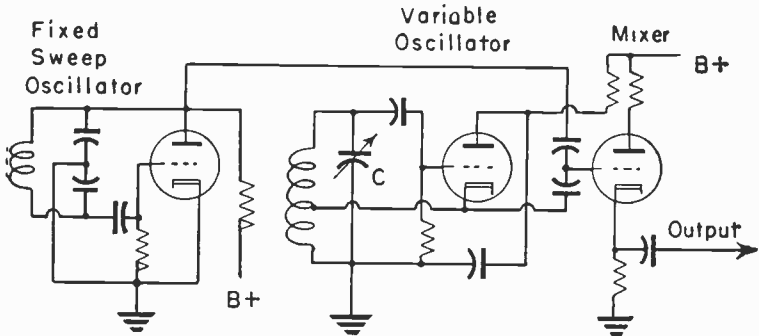 Fixed
Sweep
Oscillator
Variable
Oscillator
Mixer
B+
C
Output
B+